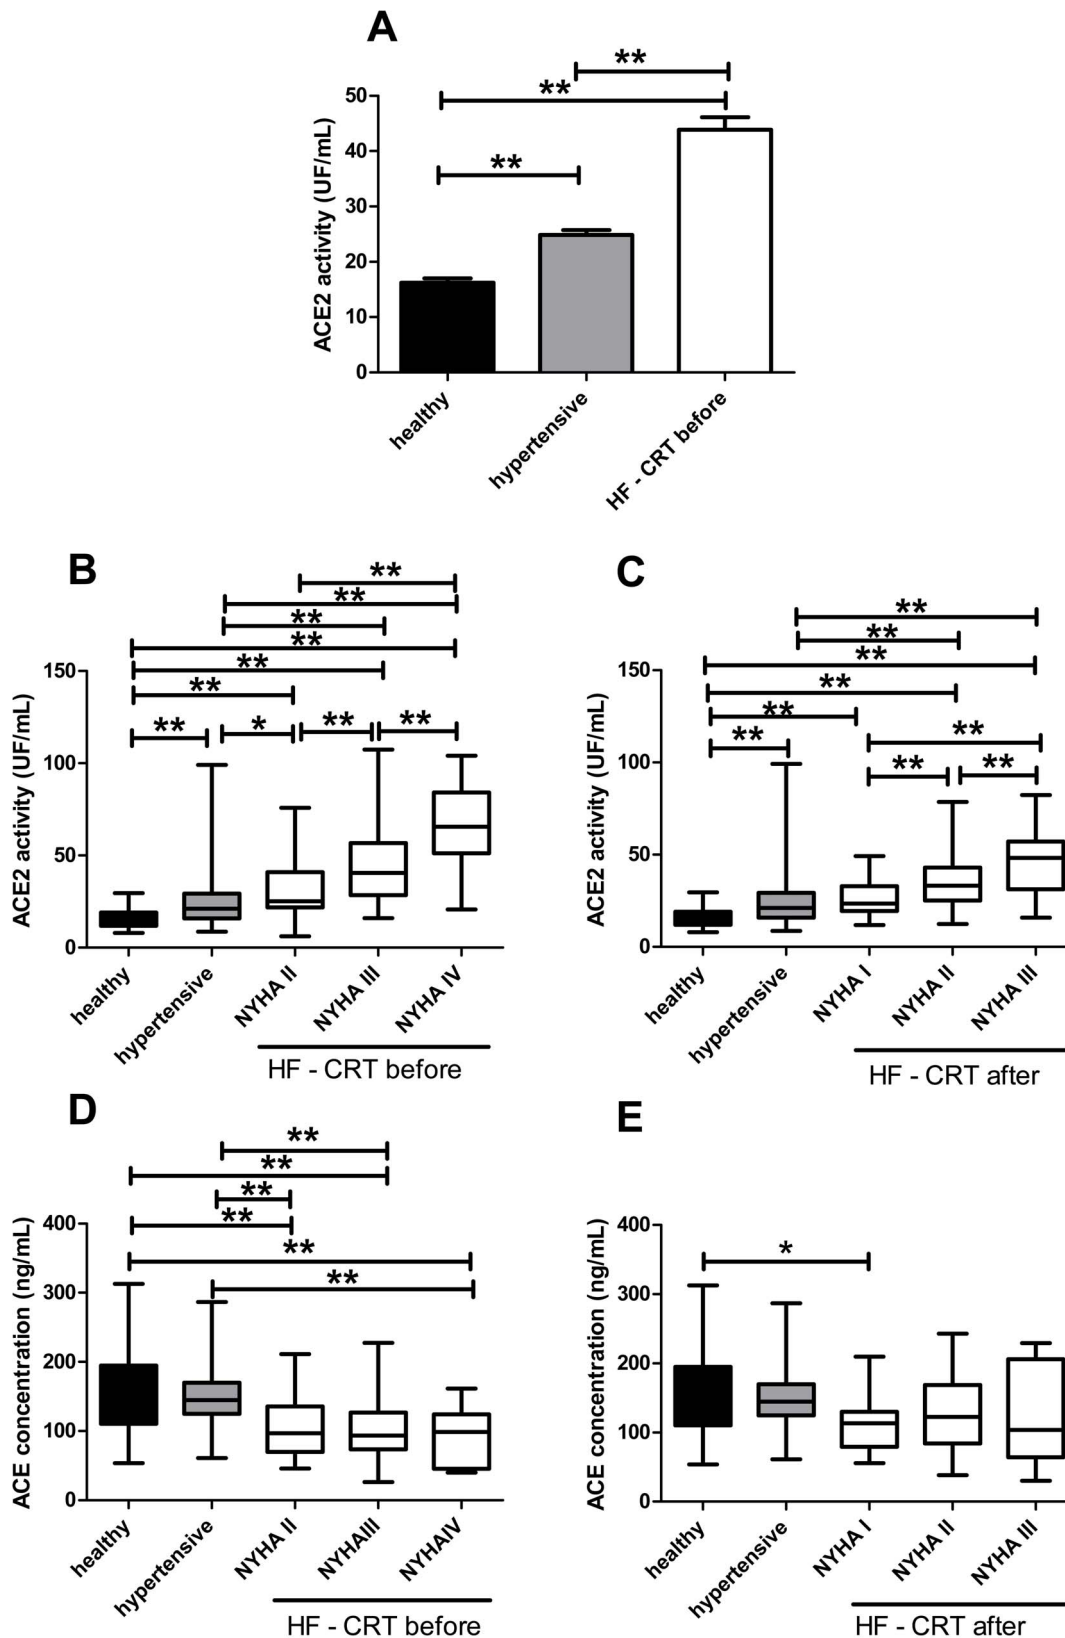 A
**
**
**
ACE2 activity (UF/mL)
50
40
30
20
10
0
healthy
hypertensive
HF - CRT before
B
**
**
**
**
**
**
**
*
**
**
ACE2 activity (UF/mL)
150
100
50
0
healthy
hypertensive
NYHA II
NYHA III
NYHA IV
HF - CRT before
C
**
**
**
**
**
**
**
**
**
ACE2 activity (UF/mL)
150
100
50
0
healthy
hypertensive
NYHA I
NYHA II
NYHA III
HF - CRT after
D
**
**
**
**
**
**
ACE concentration (ng/mL)
400
300
200
100
0
healthy
hypertensive
NYHA II
NYHAIII
NYHAIV
HF - CRT before
E
*
ACE concentration (ng/mL)
400
300
200
100
0
healthy
hypertensive
NYHA I
NYHA II
NYHA III
HF - CRT after